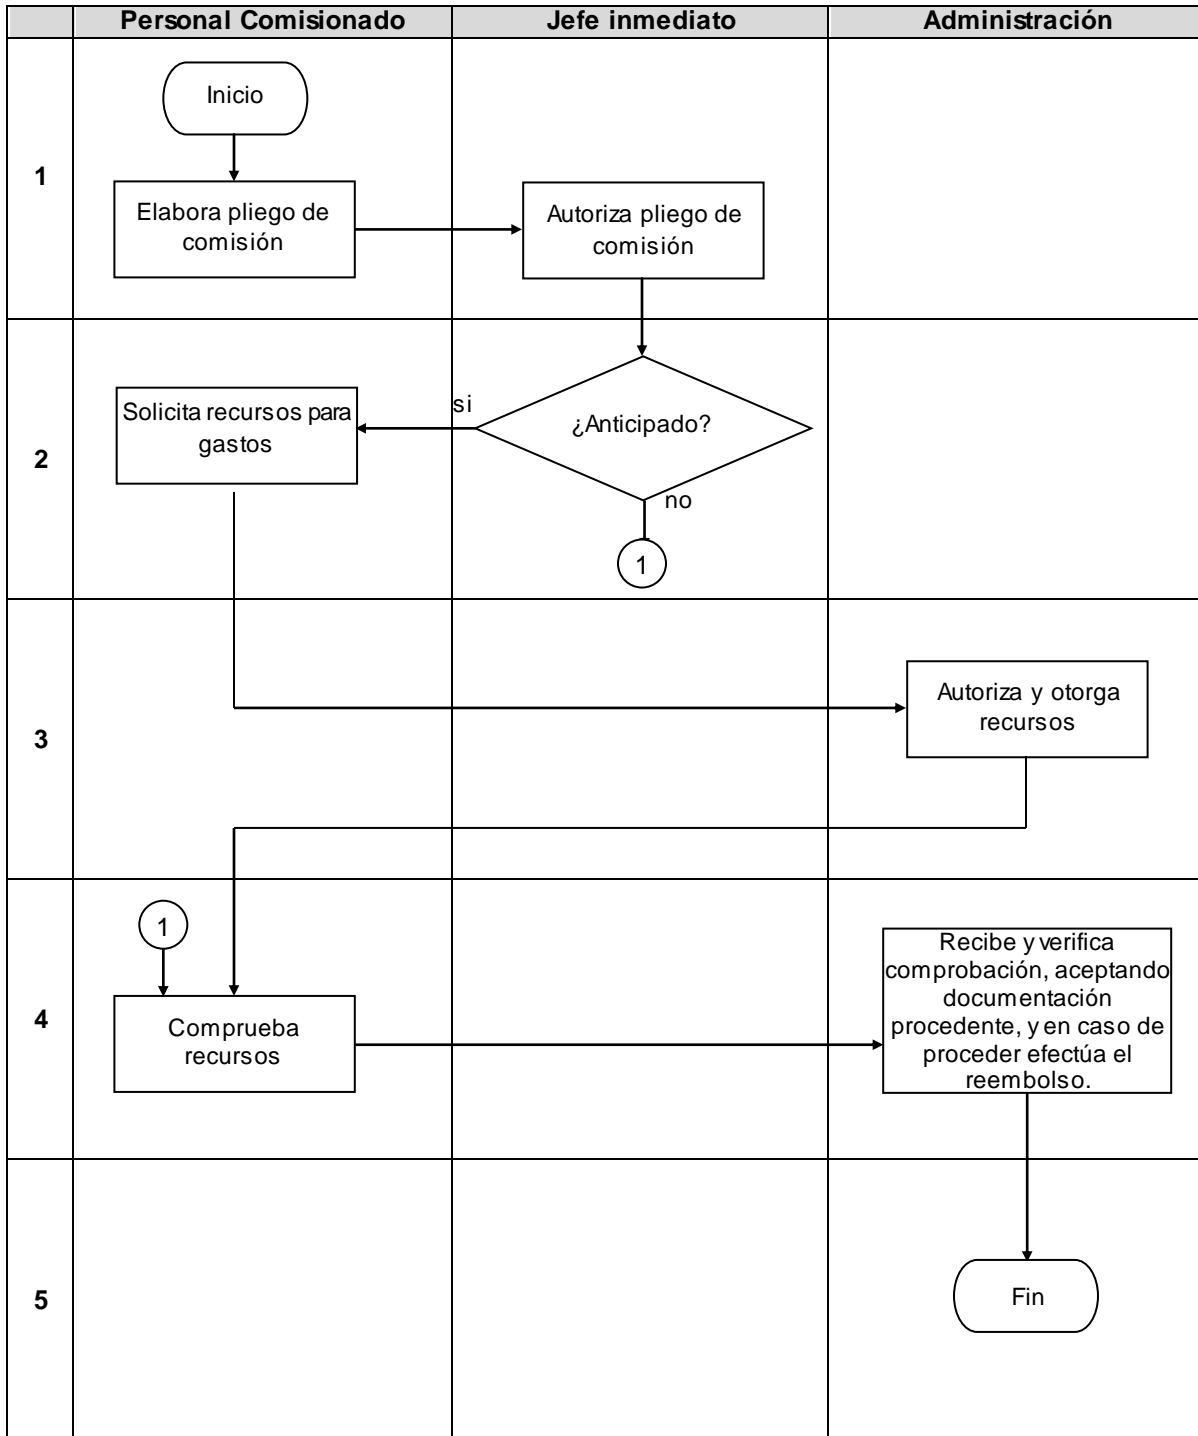 Personal Comisionado
Jefe inmediato
Administración
1
Inicio
Elabora pliego de
comisión
Autoriza pliego de
comisión
2
Solicita recursos para
gastos
si
¿Anticipado?
no
1
3
Autoriza y otorga
recursos
4
1
Comprueba
recursos
Recibe y verifica
comprobación, aceptando
documentación
procedente, y en caso de
proceder efectúa el
reembolso.
5
Fin